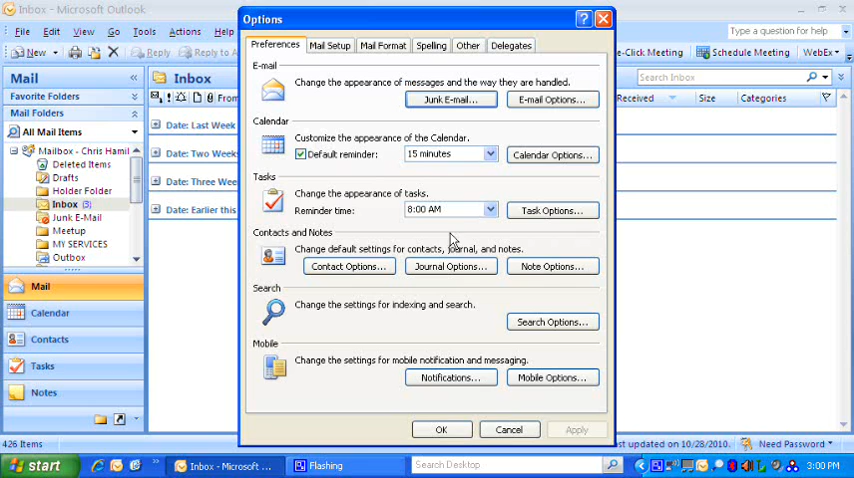 Inbox - Microsoft Outlook
File Edit View Go Tools Actions
Type a question for help
New Reply Reply to A
e-Click Meeting Schedule Meeting WebEx
Mail
Favorite Folders
Mail Folders
All Mail Items
Mailbox - Chris Hamil
Deleted Items
Drafts
Holder Folder
Inbox (3)
Junk E-Mail
Meetup
MY SERVICES
Outbox
Mail
Calendar
Contacts
Tasks
Notes
Inbox
Search Inbox
From
Received Size Categories
Date: Last Week
Date: Two Weeks
Date: Three Wee
Date: Earlier this
Options
Preferences Mail Setup Mail Format Spelling Other Delegates
E-mail
Change the appearance of messages and the way they are handled.
Junk E-mail... E-mail Options...
Calendar
Customize the appearance of the Calendar.
Default reminder: 15 minutes Calendar Options...
Tasks
Change the appearance of tasks.
Reminder time: 8:00 AM Task Options...
Contacts and Notes
Change default settings for contacts, journal, and notes.
Contact Options... Journal Options... Note Options...
Search
Change the settings for indexing and search.
Search Options...
Mobile
Change the settings for mobile notification and messaging.
Notifications... Mobile Options...
OK Cancel Apply
426 Items
last updated on 10/28/2010. Need Password
start Inbox - Microsoft ... Flashing Search Desktop 3:00 PM